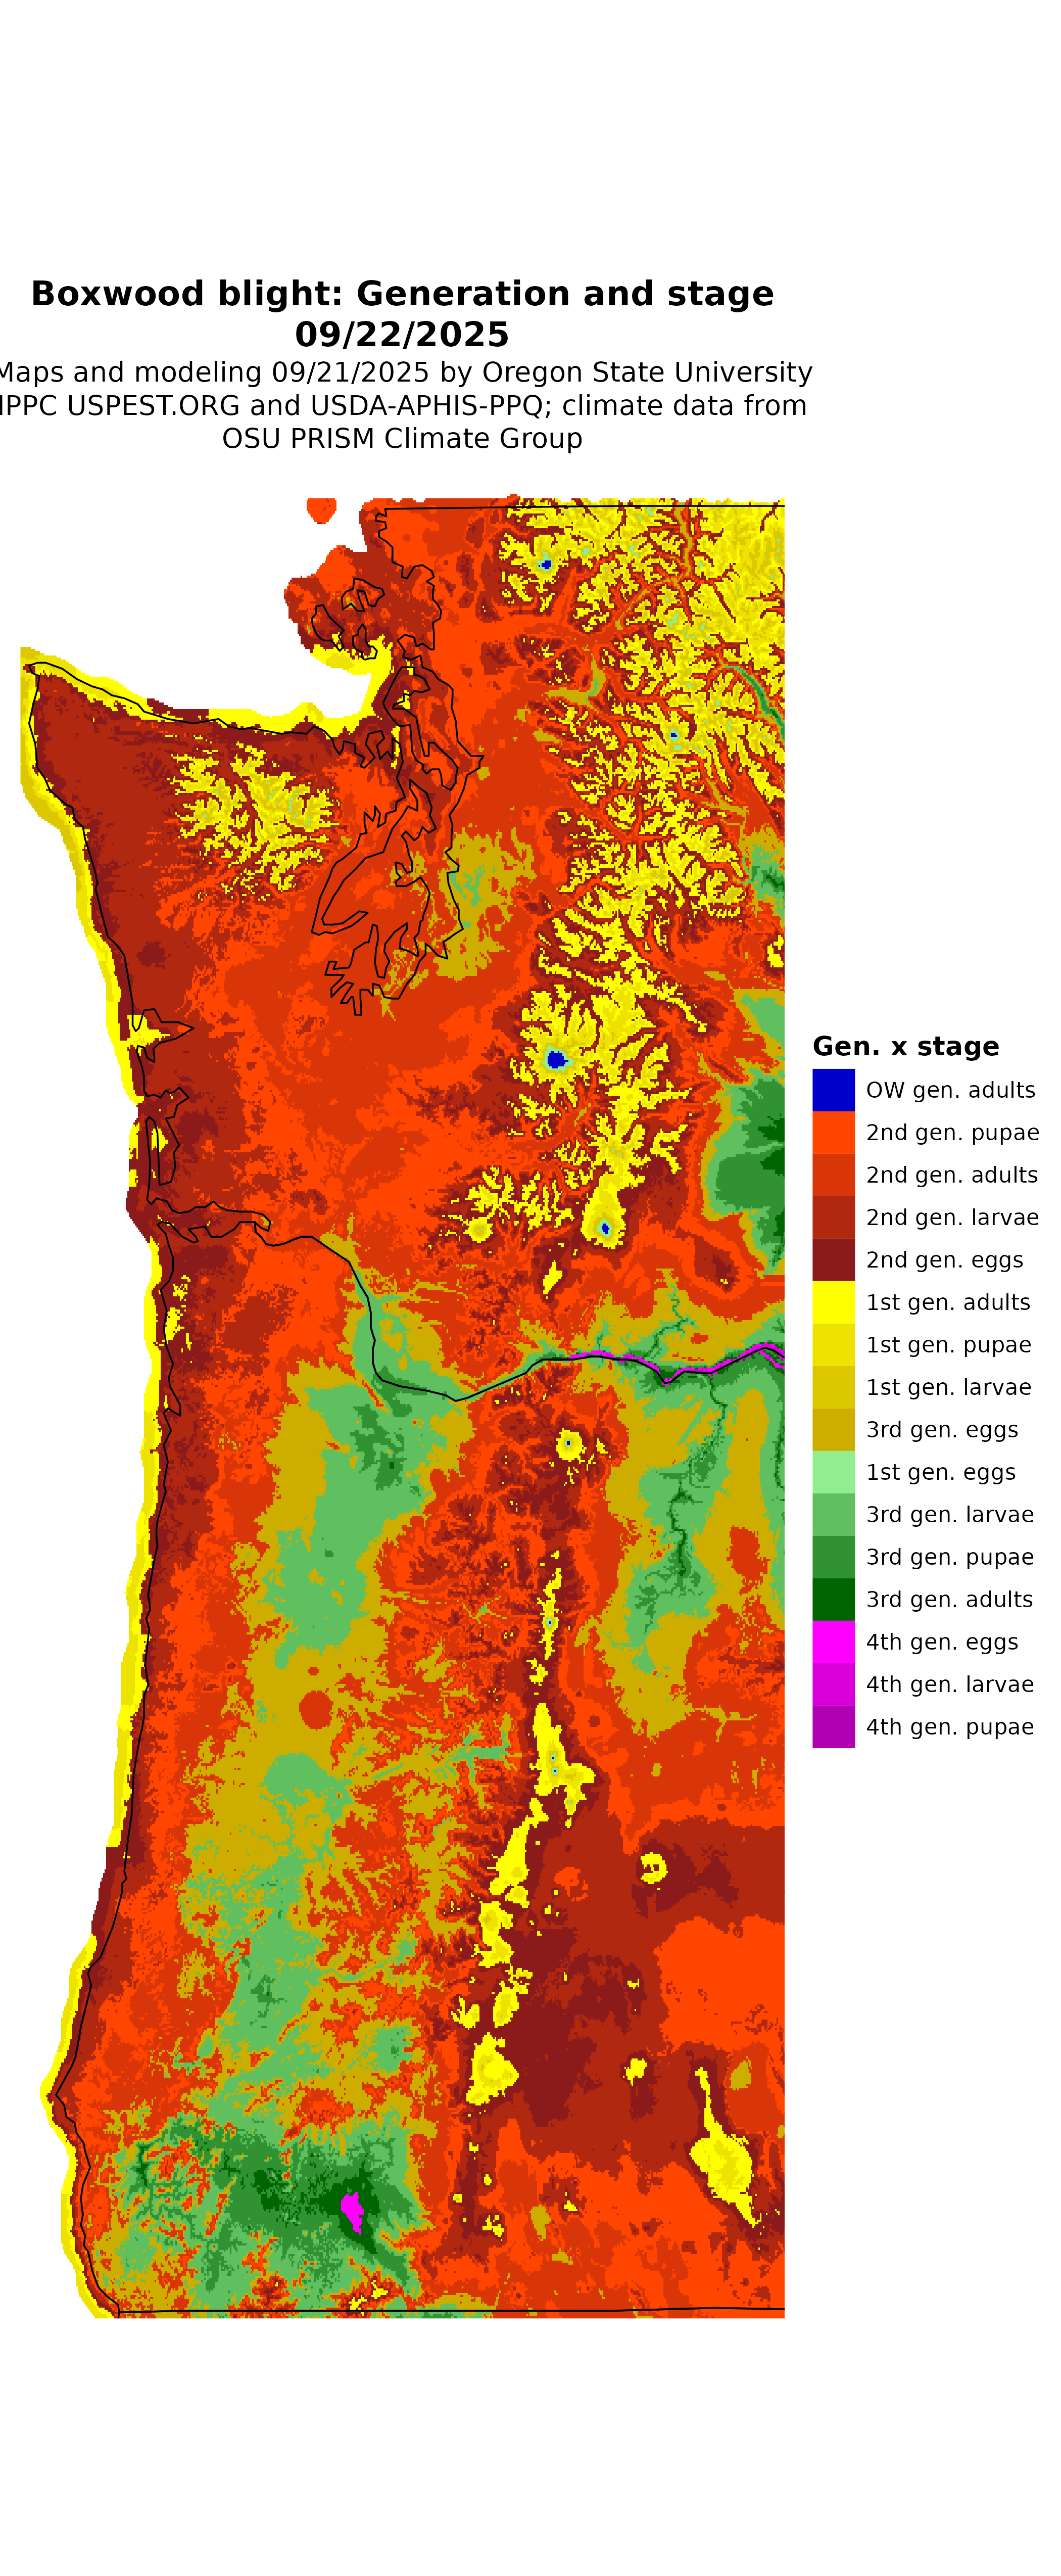 Boxwood blight: Generation and stage
09/22/2025
Maps and modeling 09/21/2025 by Oregon State University
IPPC USPEST.ORG and USDA-APHIS-PPQ; climate data from
OSU PRISM Climate Group
Gen. x stage
OW gen. adults
2nd gen. pupae
2nd gen. adults
2nd gen. larvae
2nd gen. eggs
1st gen. adults
1st gen. pupae
1st gen. larvae
3rd gen. eggs
1st gen. eggs
3rd gen. larvae
3rd gen. pupae
3rd gen. adults
4th gen. eggs
4th gen. larvae
4th gen. pupae